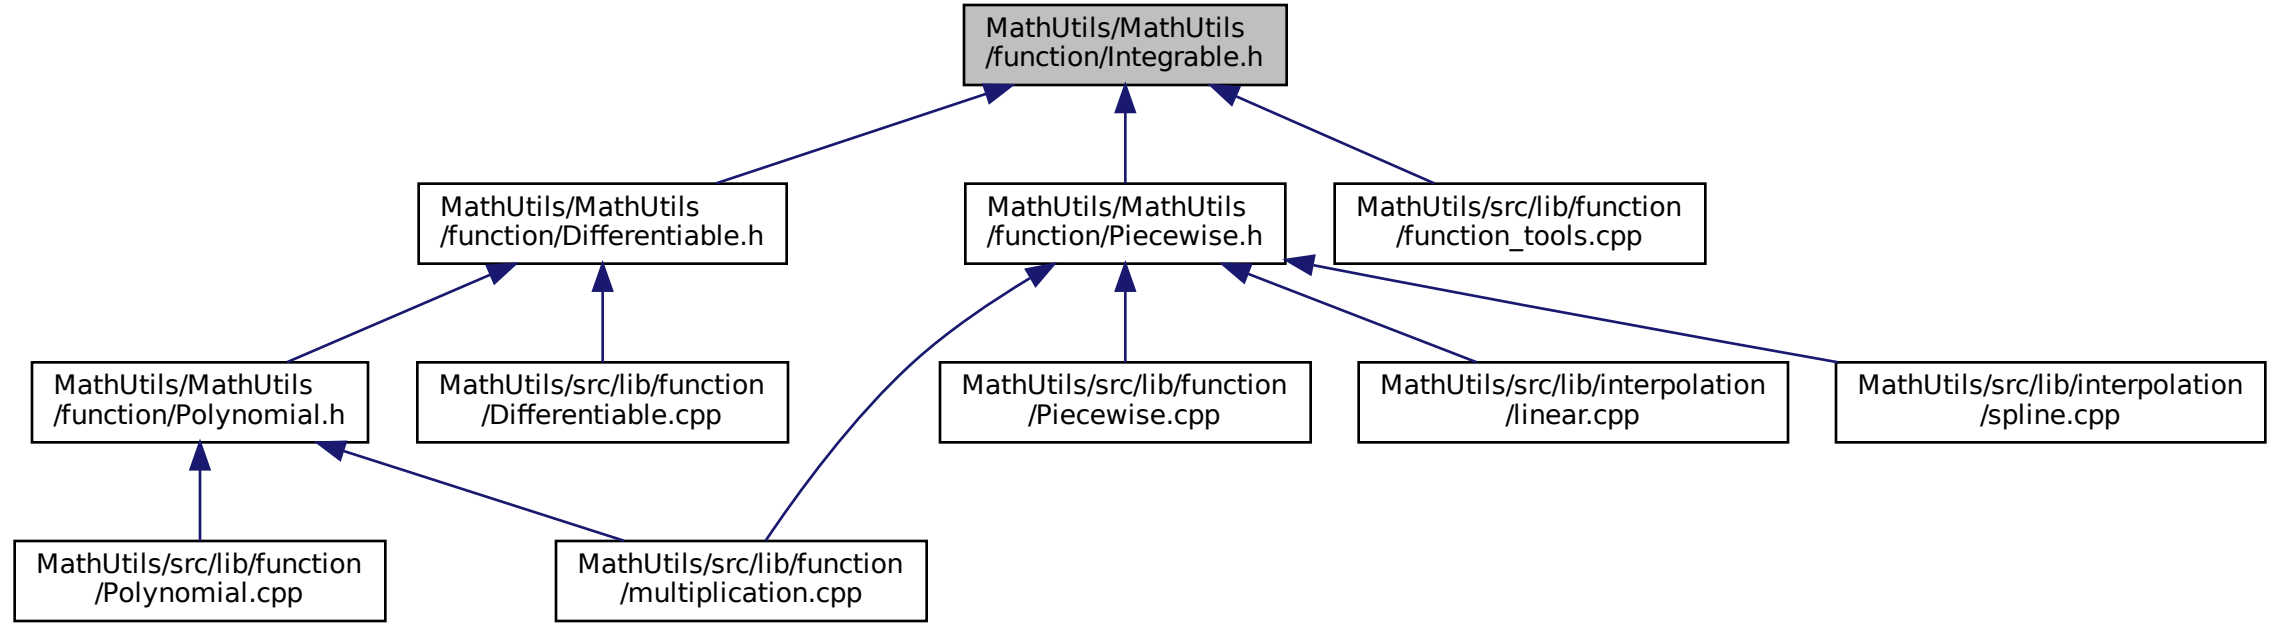 MathUtils/MathUtils
/function/Integrable.h
MathUtils/MathUtils
/function/Differentiable.h
MathUtils/MathUtils
/function/Piecewise.h
MathUtils/src/lib/function
/function_tools.cpp
MathUtils/MathUtils
/function/Polynomial.h
MathUtils/src/lib/function
/Differentiable.cpp
MathUtils/src/lib/function
/Piecewise.cpp
MathUtils/src/lib/interpolation
/linear.cpp
MathUtils/src/lib/interpolation
/spline.cpp
MathUtils/src/lib/function
/Polynomial.cpp
MathUtils/src/lib/function
/multiplication.cpp